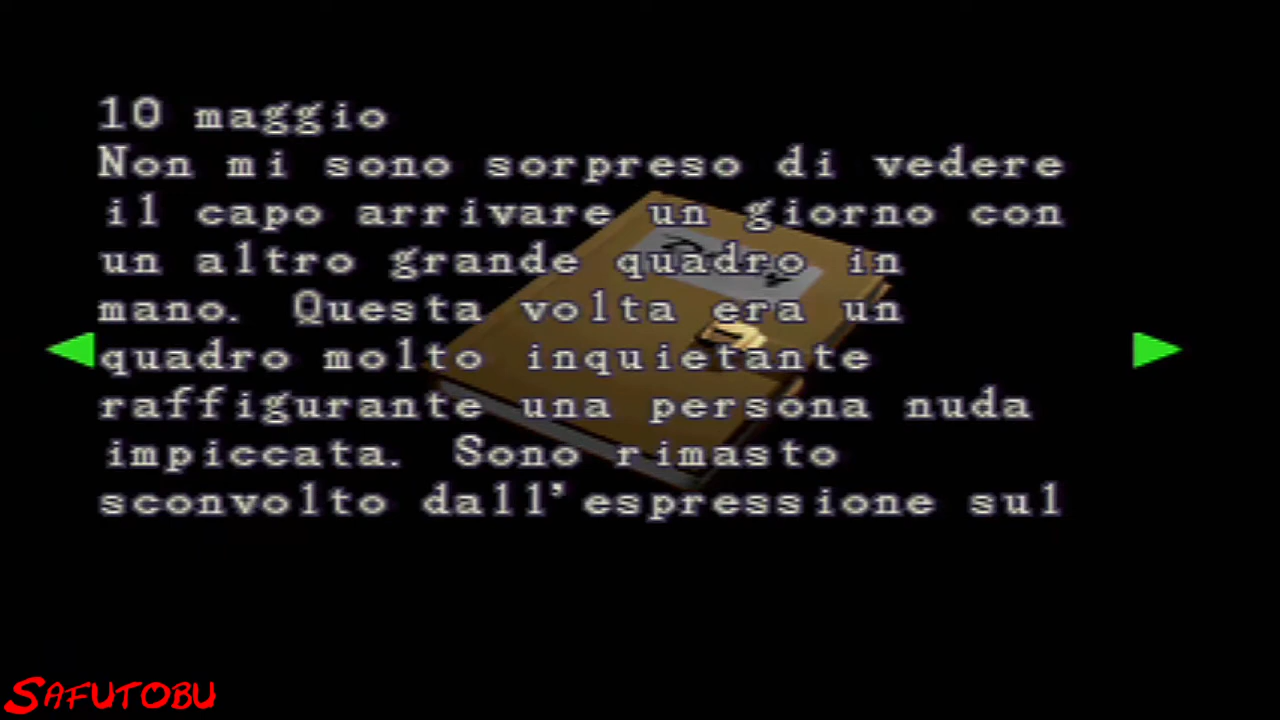 10 maggio
Non mi sono sorpreso di vedere
il capo arrivare un giorno con
un altro grande quadro in
mano. Questa volta era un
quadro molto inquietante
raffigurante una persona nuda
impiccata. Sono rimasto
sconvolto dall'espressione sul
SAFUTOBU